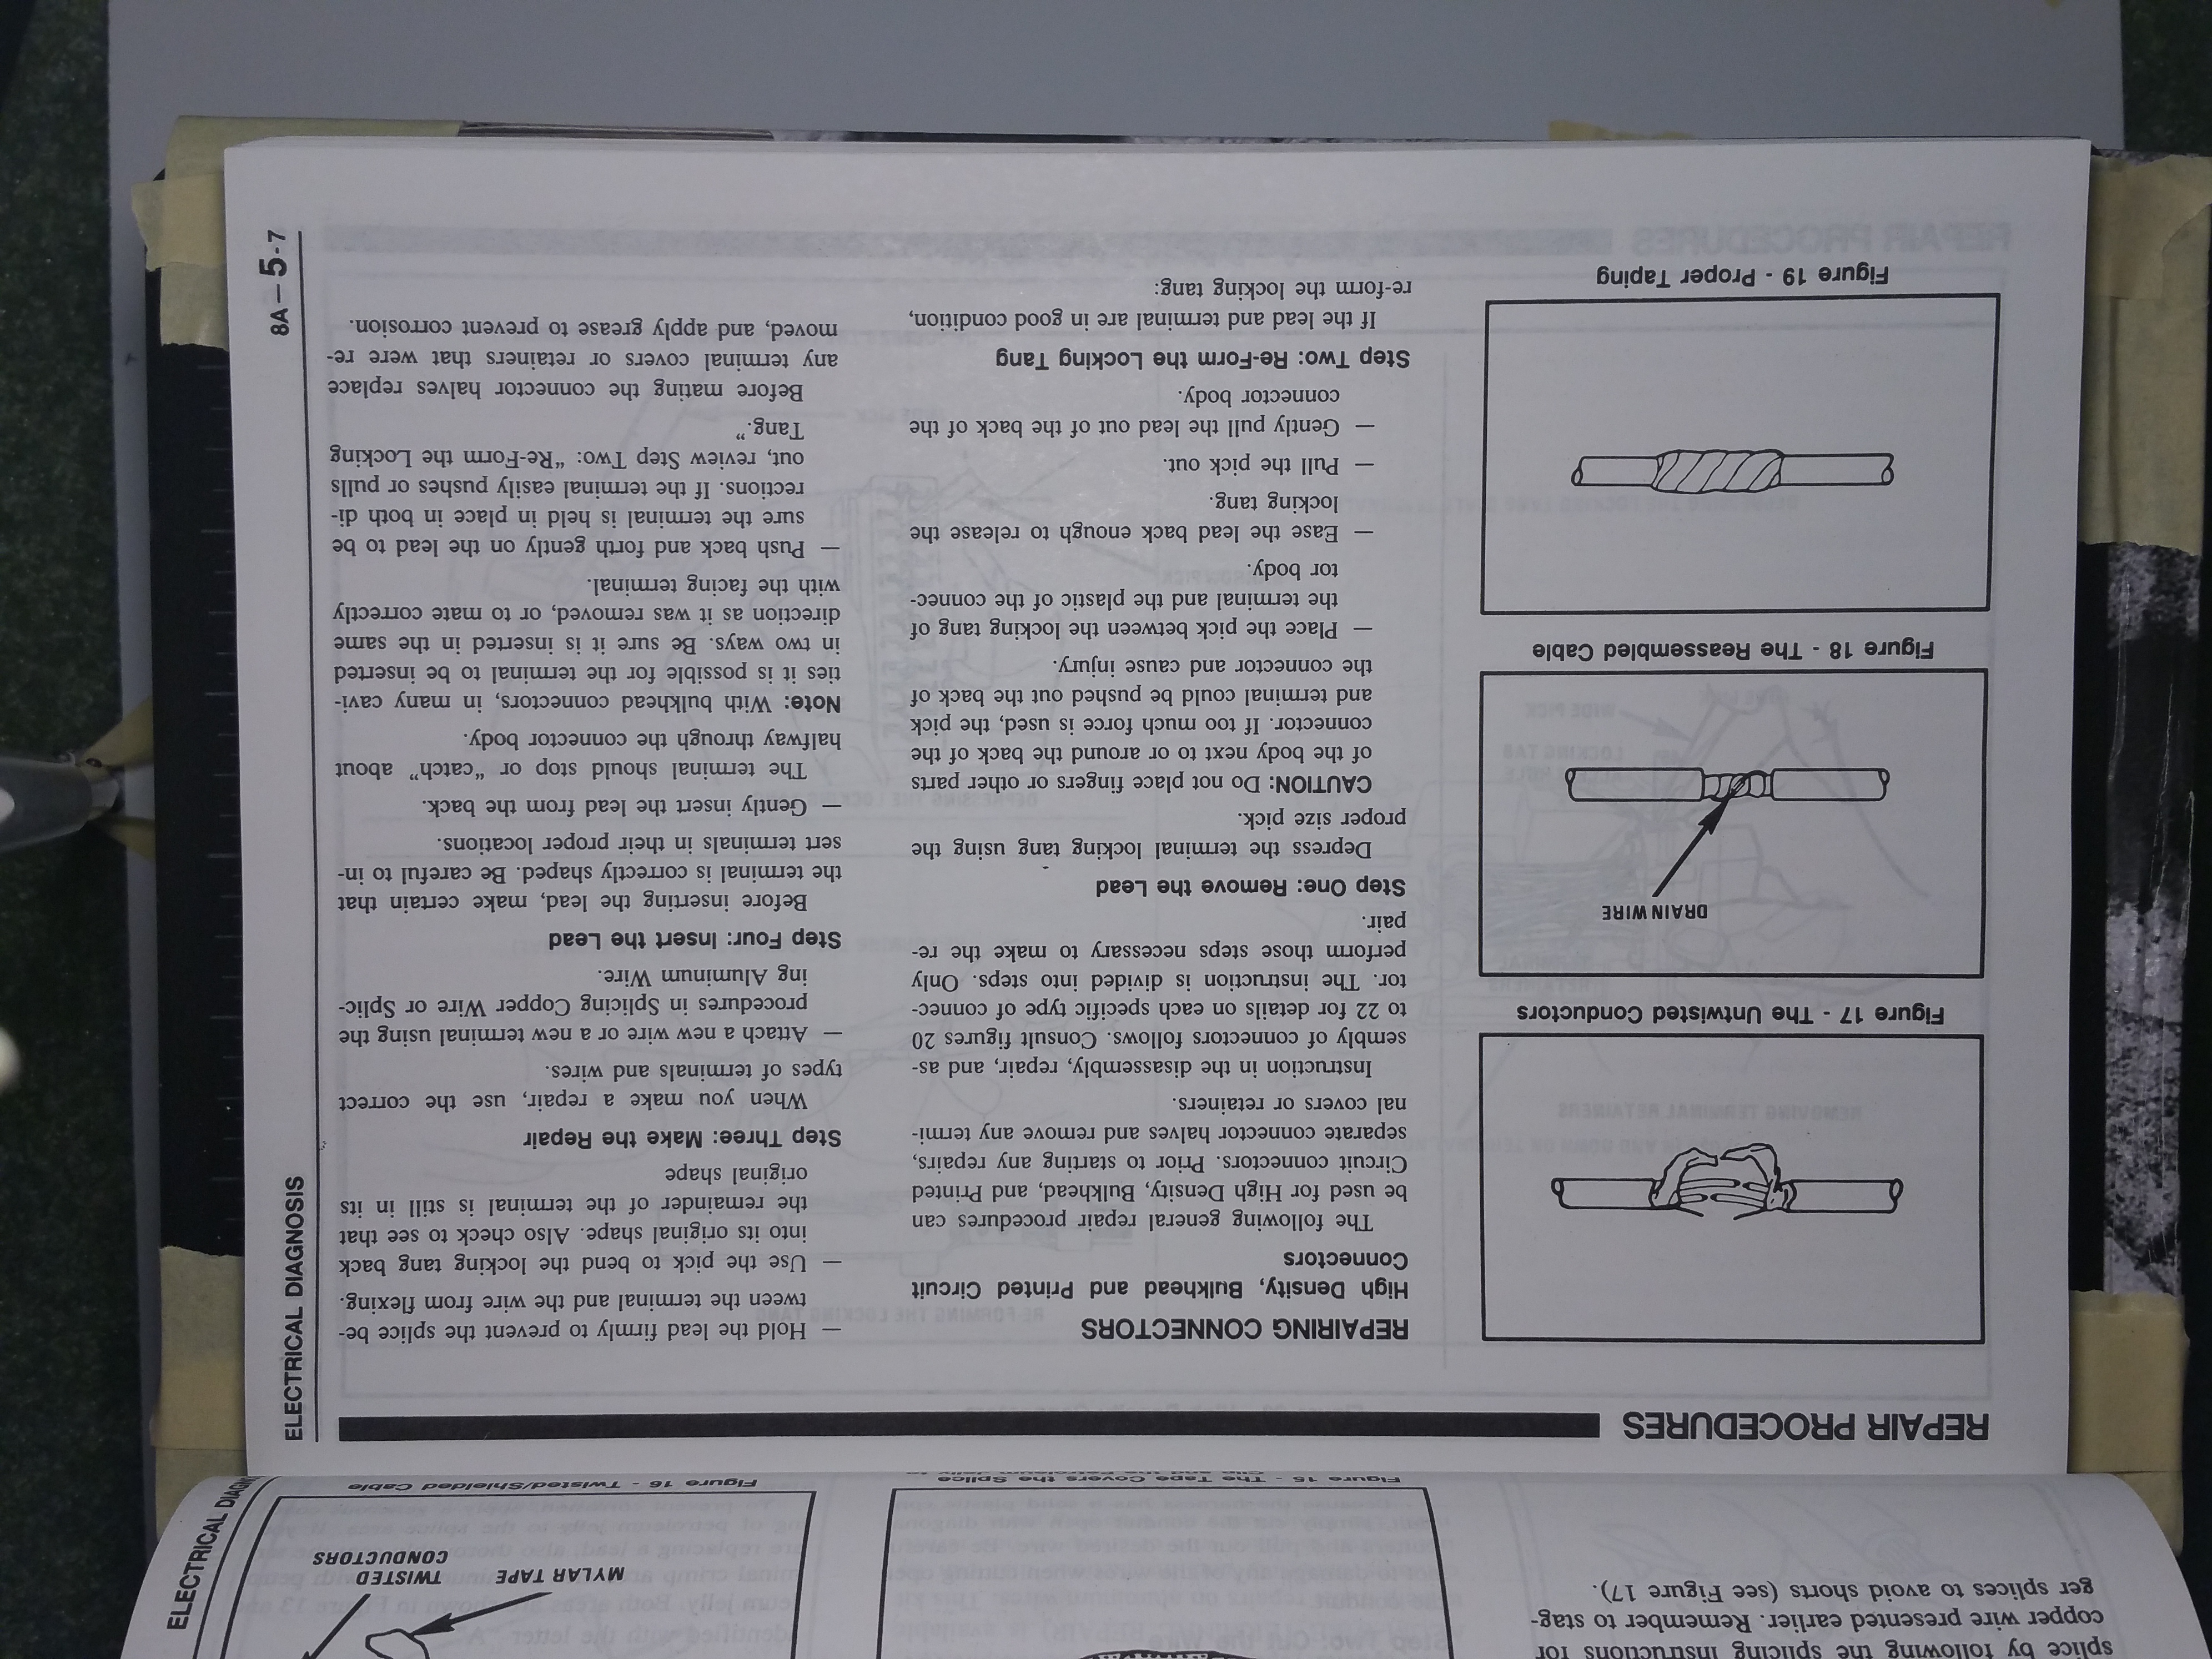 splice by following the splicing instructions for
copper wire presented earlier. Remember to stag-
ger splices to avoid shorts (see Figure 17).
Figure 15 - The Tape Covers the Splice
MYLAR TAPE
TWISTED
CONDUCTORS
Figure 16 - Twisted/Shielded Cable
ELECTRICAL
REPAIR PROCEDURES
ELECTRICAL DIAGNOSIS
8A-5-7
Figure 17 - The Untwisted Conductors
DRAIN WIRE
Figure 18 - The Reassembled Cable
Figure 19 - Proper Taping
REPAIRING CONNECTORS
High Density, Bulkhead and Printed Circuit
Connectors
The following general repair procedures can
be used for High Density, Bulkhead, and Printed
Circuit connectors. Prior to starting any repairs,
separate connector halves and remove any termi-
nal covers or retainers.
Instruction in the disassembly, repair, and as-
sembly of connectors follows. Consult figures 20
to 22 for details on each specific type of connec-
tor. The instruction is divided into steps. Only
perform those steps necessary to make the re-
pair.
Step One: Remove the Lead
Depress the terminal locking tang using the
proper size pick.
CAUTION: Do not place fingers or other parts
of the body next to or around the back of the
connector. If too much force is used, the pick
and terminal could be pushed out the back of
the connector and cause injury.
— Place the pick between the locking tang of
the terminal and the plastic of the connec-
tor body.
— Ease the lead back enough to release the
locking tang.
— Pull the pick out.
— Gently pull the lead out of the back of the
connector body.
Step Two: Re-Form the Locking Tang
If the lead and terminal are in good condition,
re-form the locking tang:
— Hold the lead firmly to prevent the splice be-
tween the terminal and the wire from flexing.
— Use the pick to bend the locking tang back
into its original shape. Also check to see that
the remainder of the terminal is still in its
original shape
Step Three: Make the Repair
When you make a repair, use the correct
types of terminals and wires.
— Attach a new wire or a new terminal using the
procedures in Splicing Copper Wire or Splic-
ing Aluminum Wire.
Step Four: Insert the Lead
Before inserting the lead, make certain that
the terminal is correctly shaped. Be careful to in-
sert terminals in their proper locations.
— Gently insert the lead from the back.
The terminal should stop or “catch” about
halfway through the connector body.
Note: With bulkhead connectors, in many cavi-
ties it is possible for the terminal to be inserted
in two ways. Be sure it is inserted in the same
direction as it was removed, or to mate correctly
with the facing terminal.
— Push back and forth gently on the lead to be
sure the terminal is held in place in both di-
rections. If the terminal easily pushes or pulls
out, review Step Two: “Re-Form the Locking
Tang.”
Before mating the connector halves replace
any terminal covers or retainers that were re-
moved, and apply grease to prevent corrosion.